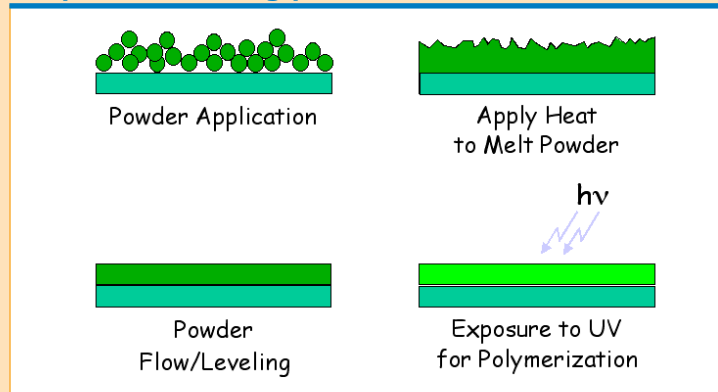 Powder Application
Apply Heat
to Melt Powder
hν
Powder
Flow/Leveling
Exposure to UV
for Polymerization